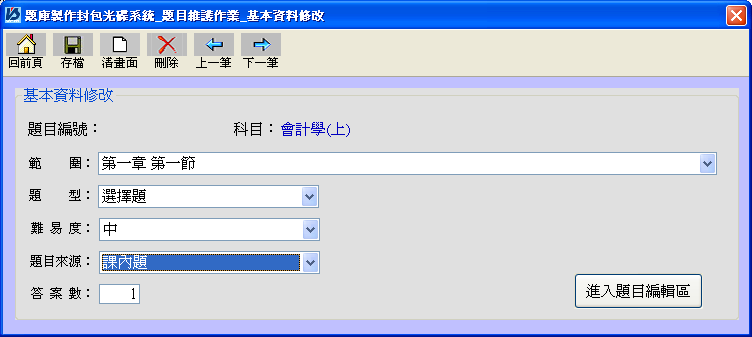 題庫製作封包光碟系統_題目維護作業_基本資料修改
回前頁 存檔 清畫面 刪除 上一筆 下一筆
基本資料修改
題目編號： 科目： 會計學(上)
範 圍： 第一章 第一節
題 型： 選擇題
難 易 度： 中
題目來源： 課內題
答 案 數： 1
進入題目編輯區